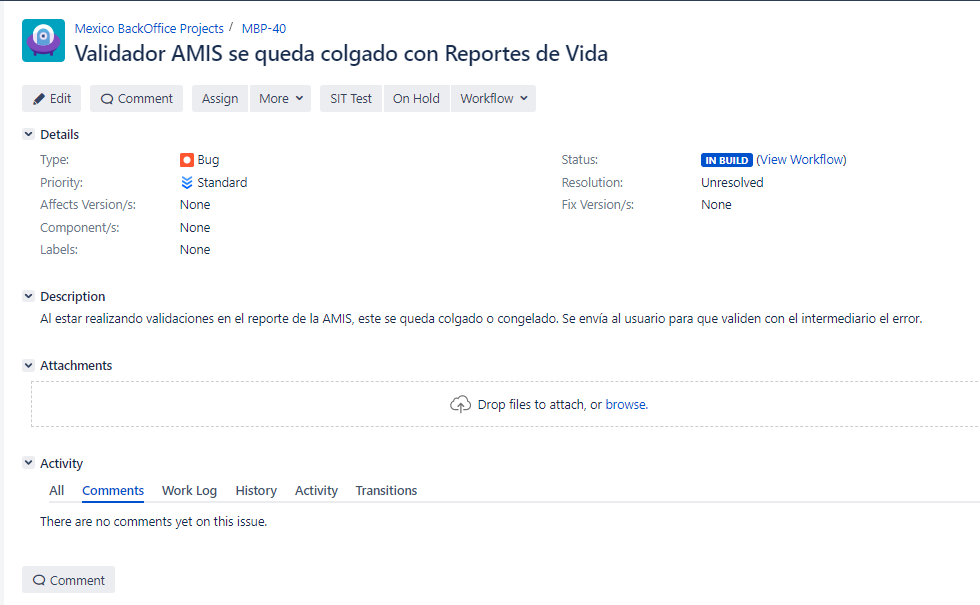 Mexico BackOffice Projects / MBP-40
Validador AMIS se queda colgado con Reportes de Vida
Edit Comment Assign More SIT Test On Hold Workflow
Details
Type: Bug Status: IN BUILD (View Workflow)
Priority: Standard Resolution: Unresolved
Affects Version/s: None Fix Version/s: None
Component/s: None
Labels: None
Description
Al estar realizando validaciones en el reporte de la AMIS, este se queda colgado o congelado. Se envía al usuario para que validen con el intermediario el error.
Attachments
Drop files to attach, or browse.
Activity
All Comments Work Log History Activity Transitions
There are no comments yet on this issue.
Comment